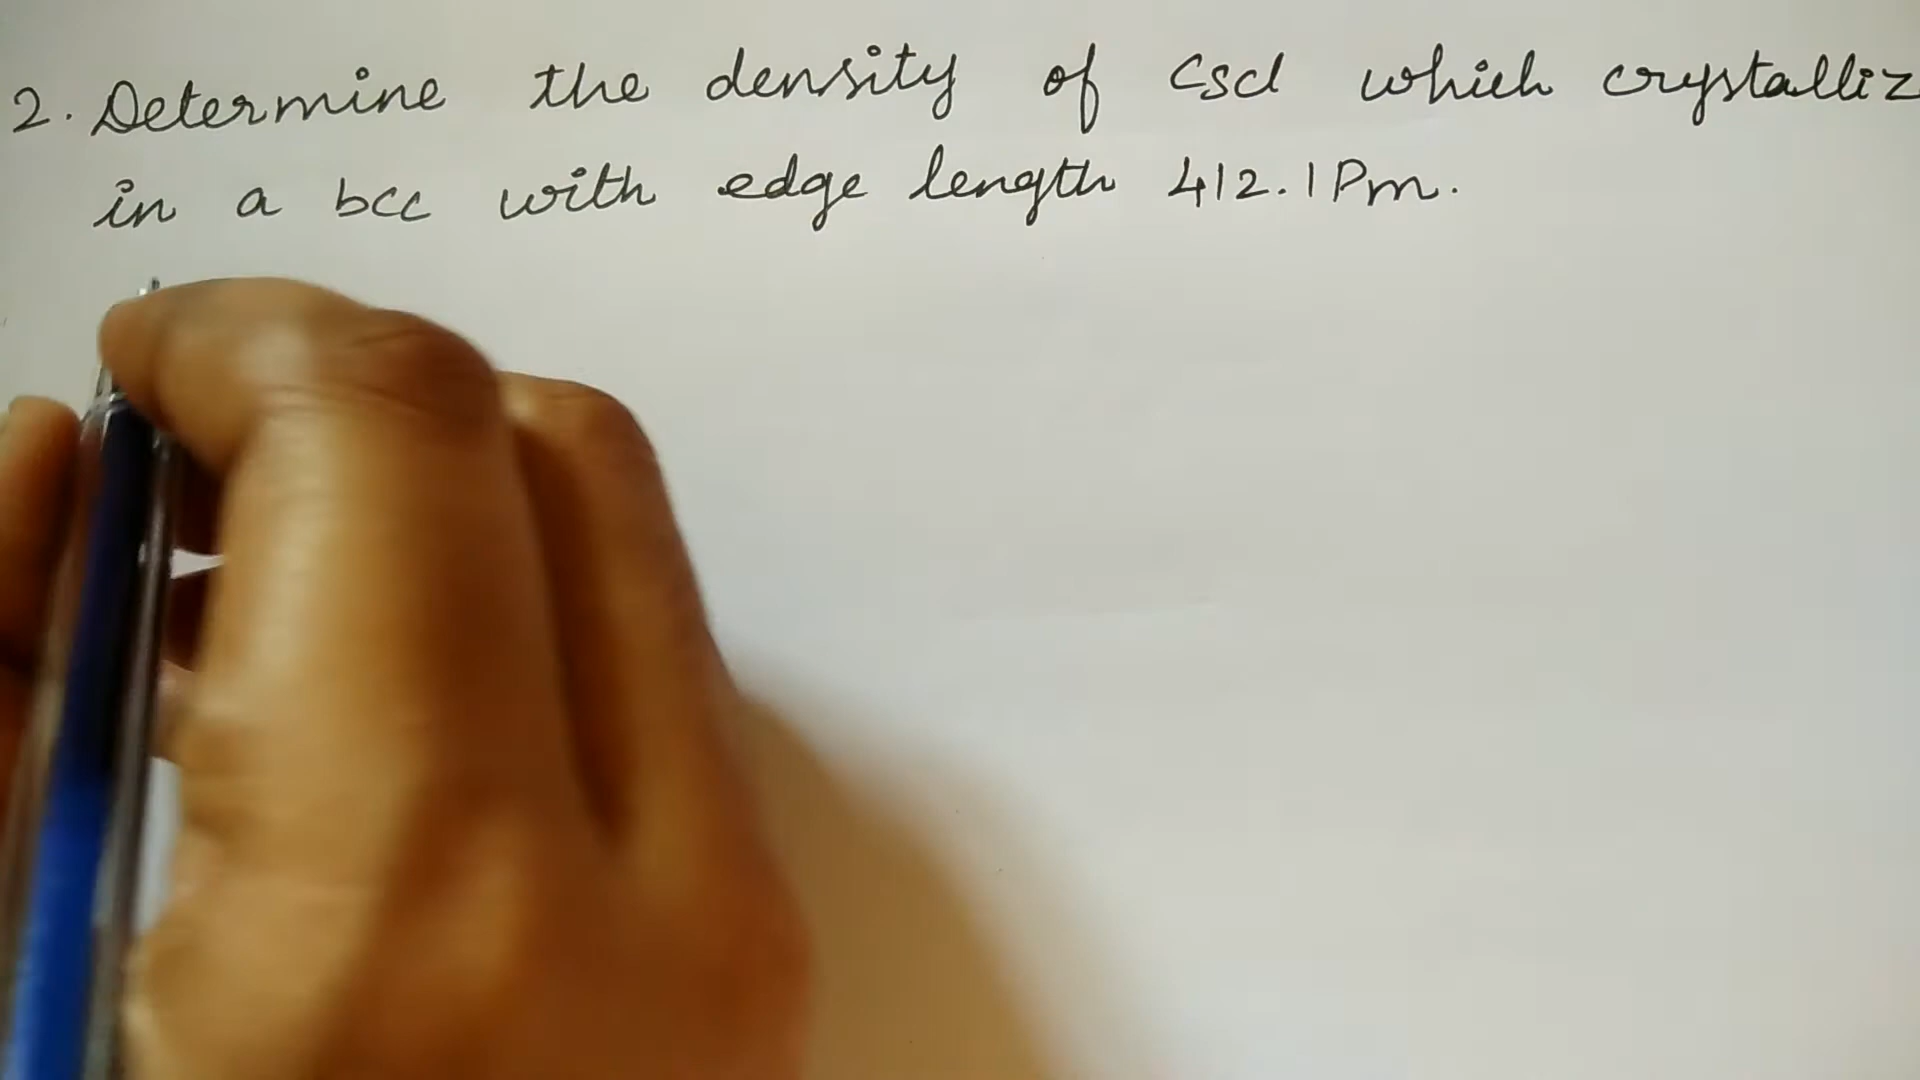 2. Determine the density of CsCl which crystalliz
in a bcc with edge length 412.1 Pm.